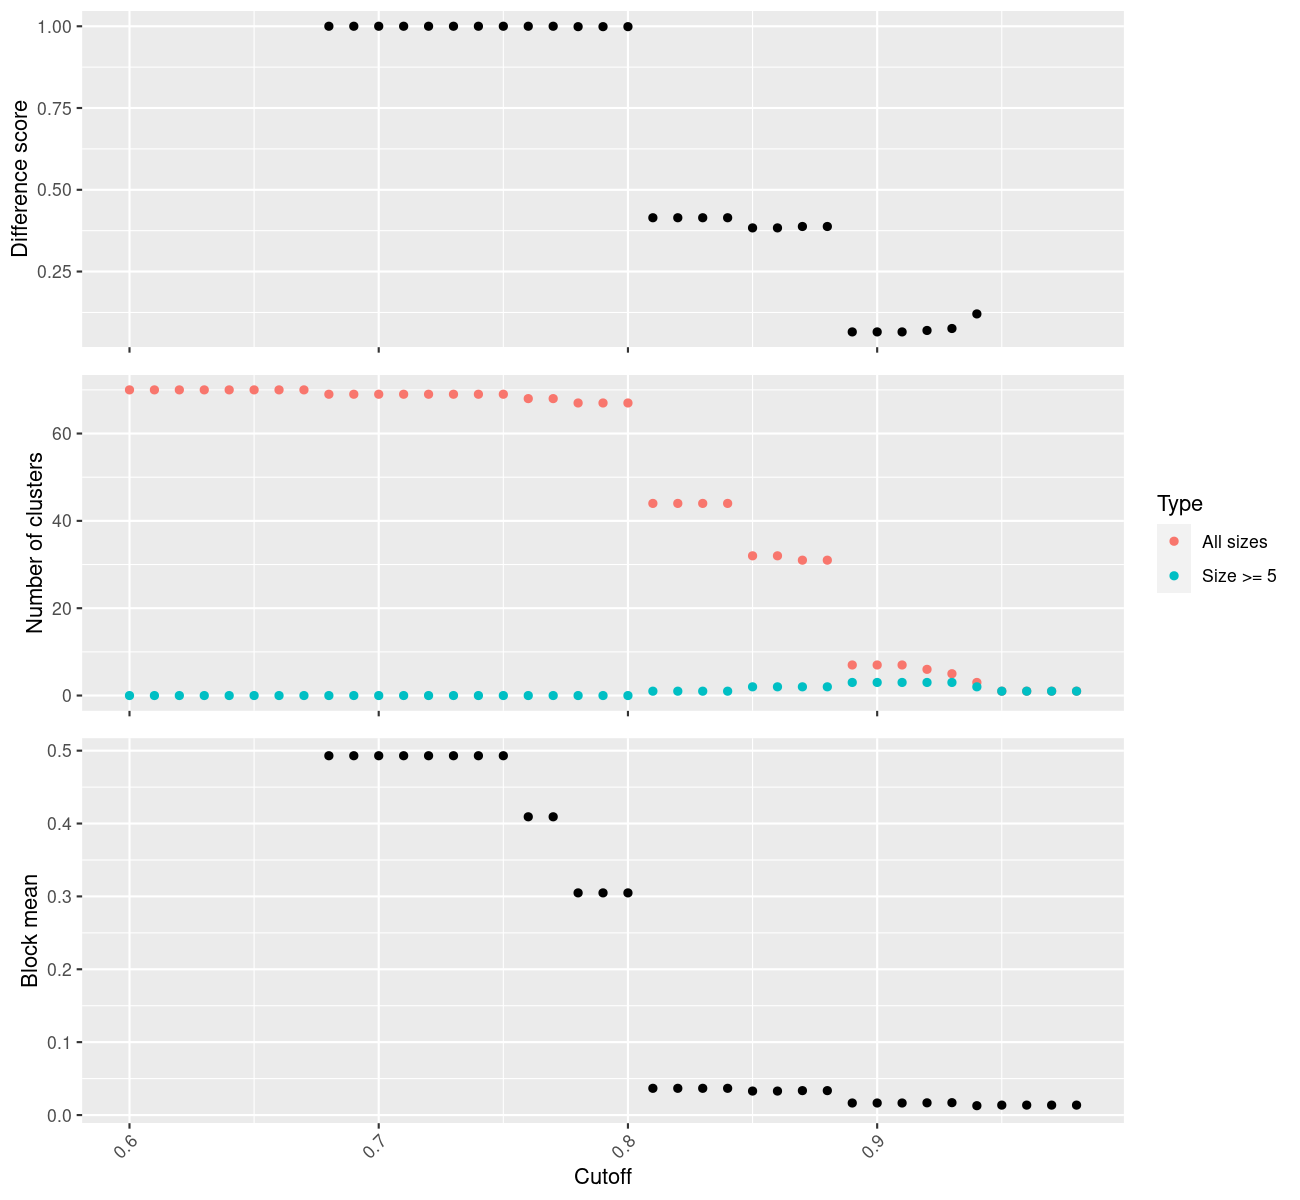 1.00
0.75
0.50
0.25
Difference score
60
40
20
0
Number of clusters
Type
All sizes
Size >= 5
0.5
0.4
0.3
0.2
0.1
0.0
Block mean
0.6 0.7 0.8 0.9
Cutoff